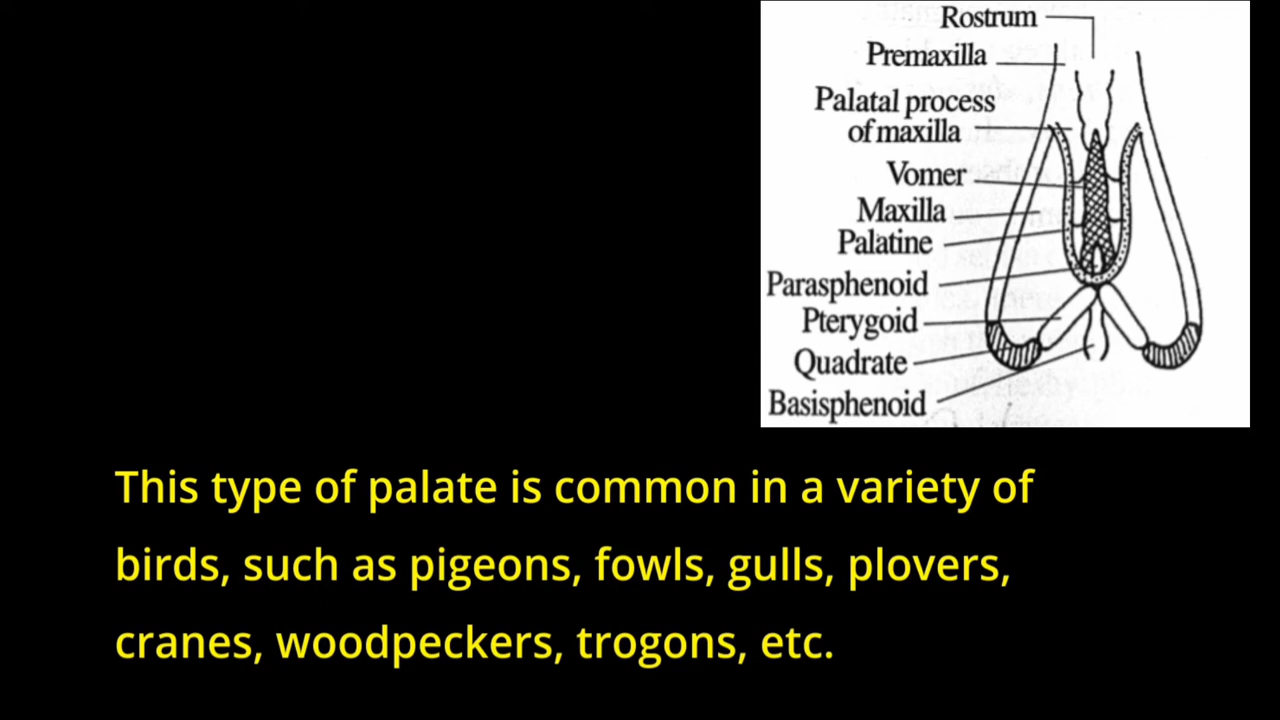 Rostrum
Premaxilla
Palatal process
of maxilla
Vomer
Maxilla
Palatine
Parasphenoid
Pterygoid
Quadrate
Basisphenoid
This type of palate is common in a variety of
birds, such as pigeons, fowls, gulls, plovers,
cranes, woodpeckers, trogons, etc.